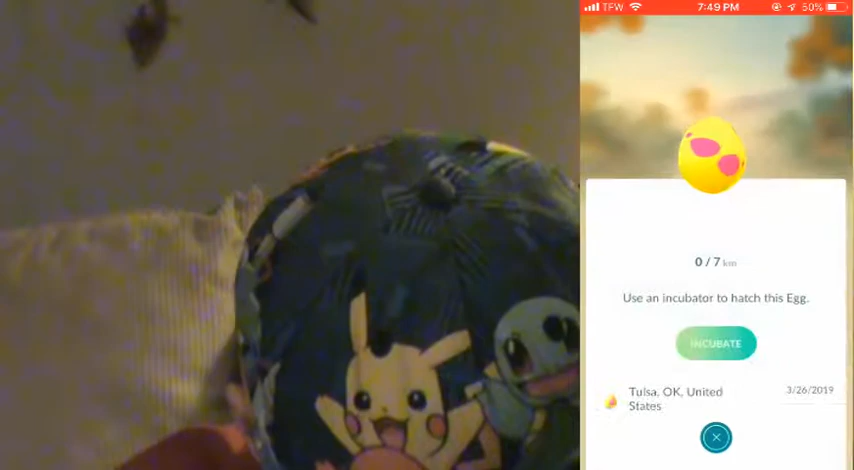 TFW
7:49 PM
50%
0 / 7 km
Use an incubator to hatch this Egg.
INCUBATE
Tulsa, OK, United
States
3/26/2019